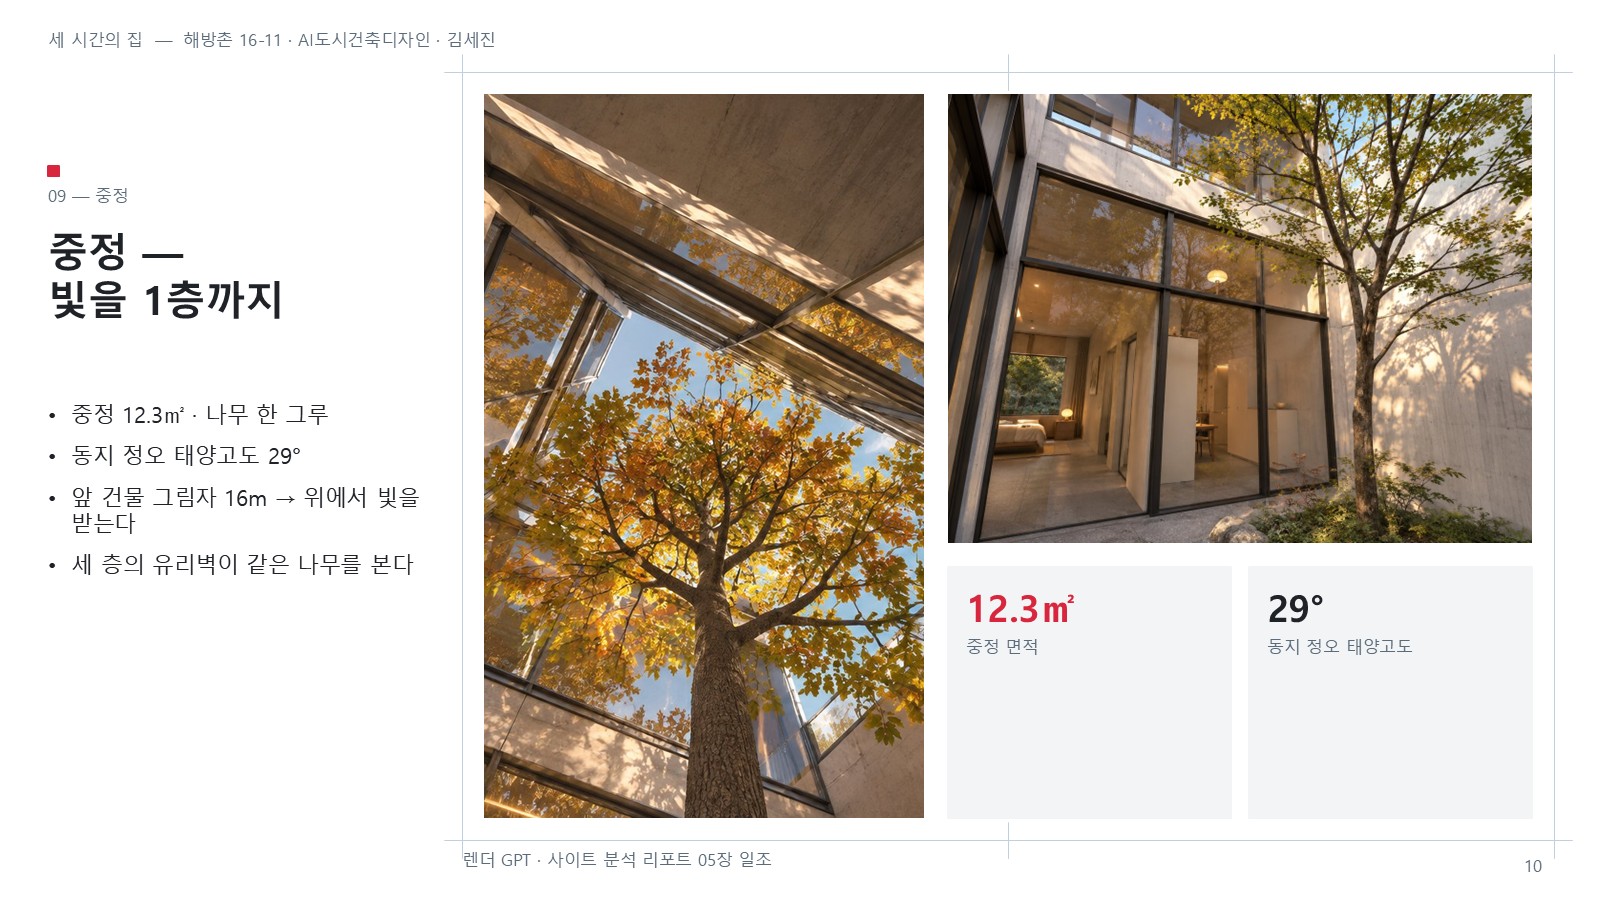 세 시간의 집 — 해방촌 16-11 · AI도시건축디자인 · 김세진
09 — 중정
중정 —
빛을 1층까지
• 중정 12.3㎡ · 나무 한 그루
• 동지 정오 태양고도 29°
• 앞 건물 그림자 16m → 위에서 빛을
받는다
• 세 층의 유리벽이 같은 나무를 본다
12.3㎡
중정 면적
29°
동지 정오 태양고도
렌더 GPT · 사이트 분석 리포트 05장 일조
10